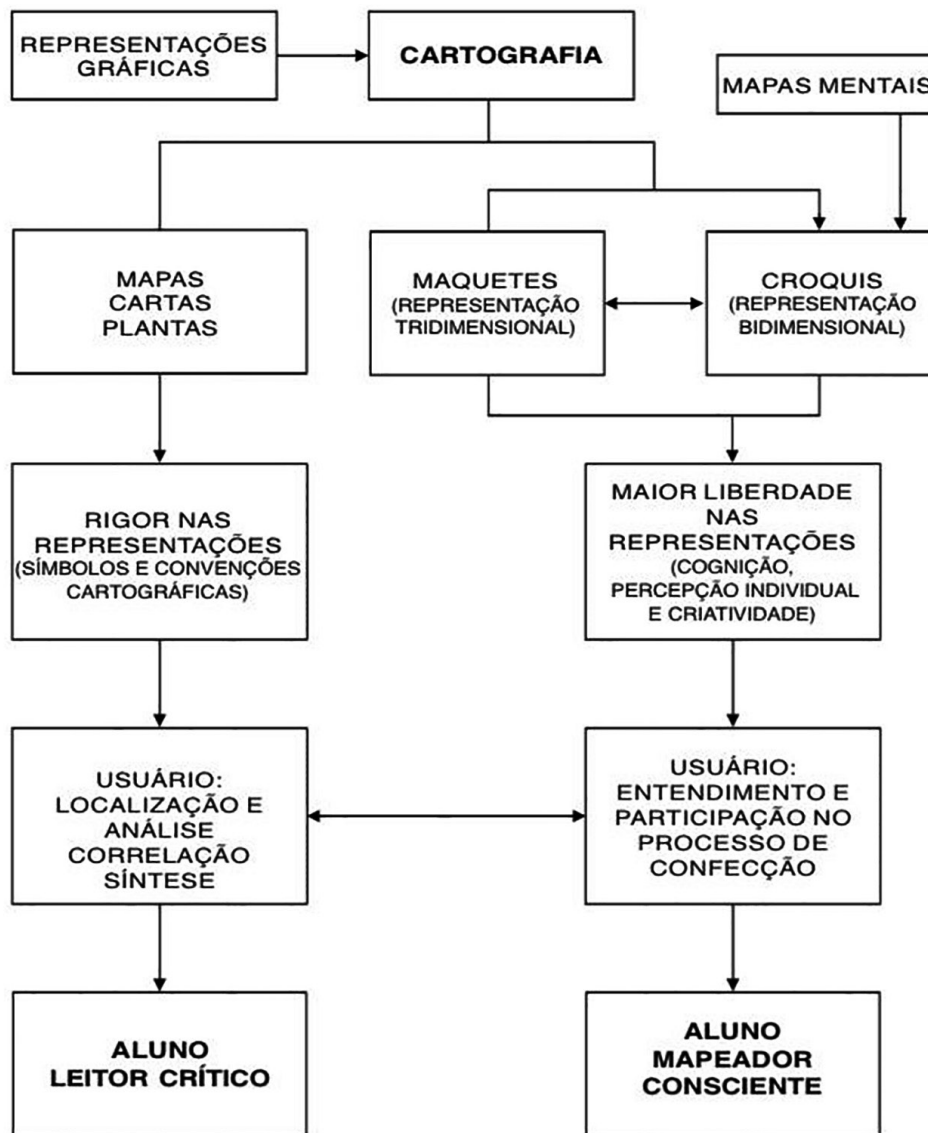 REPRESENTAÇÕES
GRÁFICAS
CARTOGRAFIA
MAPAS MENTAIS
MAPAS
CARTAS
PLANTAS
MAQUETES
(REPRESENTAÇÃO
TRIDIMENSIONAL)
CROQUIS
(REPRESENTAÇÃO
BIDIMENSIONAL)
RIGOR NAS
REPRESENTAÇÕES
(SÍMBOLOS E CONVENÇÕES
CARTOGRÁFICAS)
MAIOR LIBERDADE
NAS
REPRESENTAÇÕES
(COGNIÇÃO,
PERCEPÇÃO INDIVIDUAL
E CRIATIVIDADE)
USUÁRIO:
LOCALIZAÇÃO E
ANÁLISE
CORRELAÇÃO
SÍNTESE
USUÁRIO:
ENTENDIMENTO E
PARTICIPAÇÃO NO
PROCESSO DE
CONFECÇÃO
ALUNO
LEITOR CRÍTICO
ALUNO
MAPEADOR
CONSCIENTE